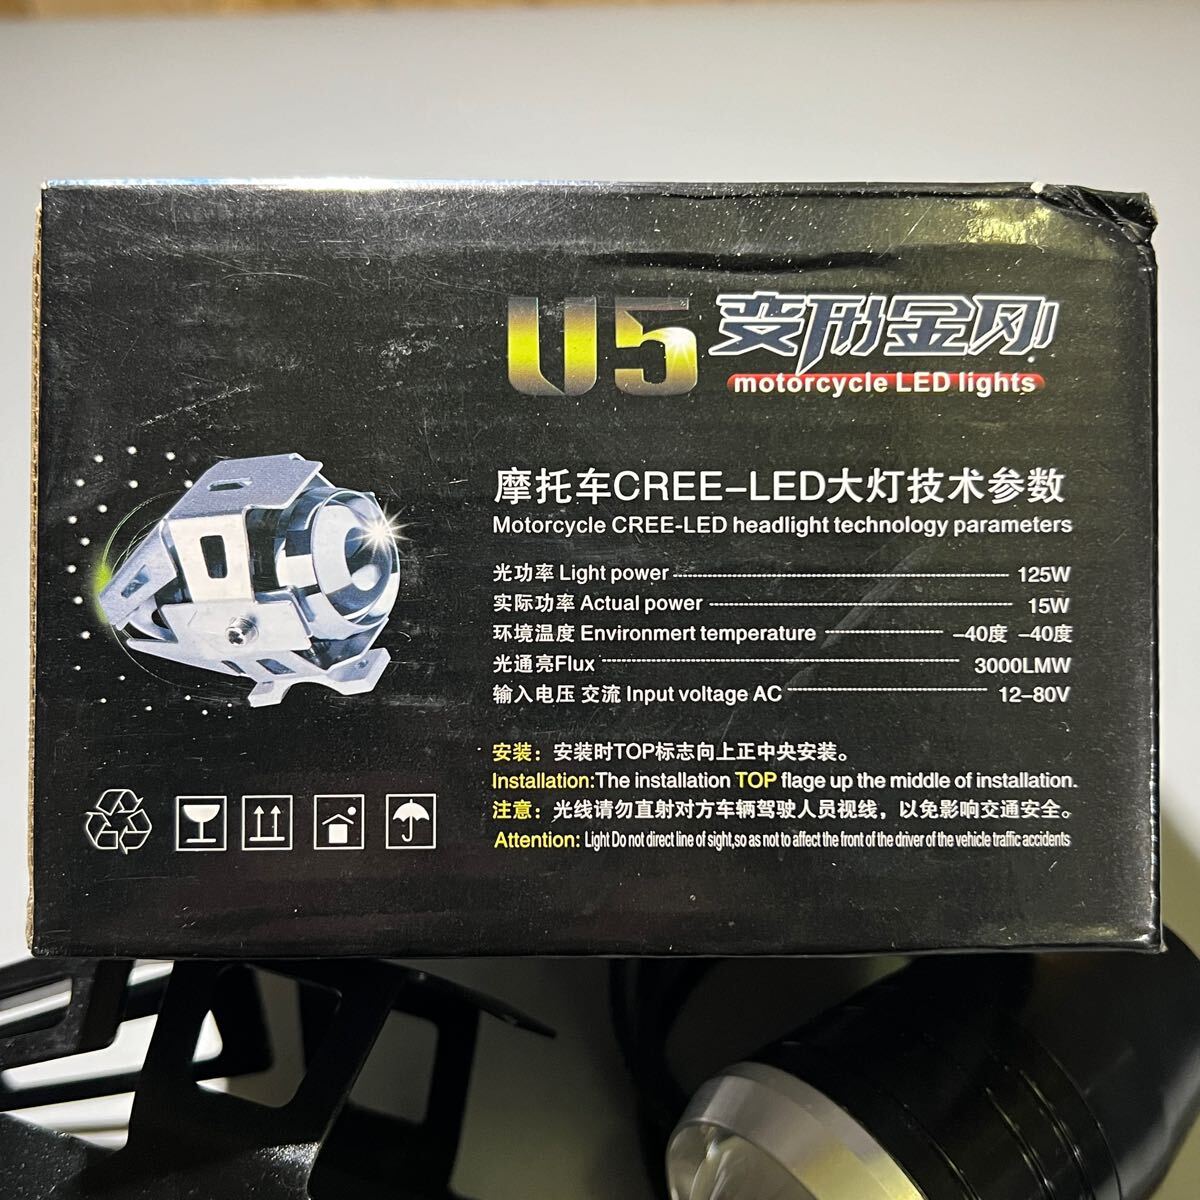 U5 变形金刚
motorcycle LED lights
摩托车CREE-LED大灯技术参数
Motorcycle CREE-LED headlight technology parameters
光功率 Light power -------- 125W
实际功率 Actual power -------- 15W
环境温度 Environmert temperature -------- -40度 -40度
光通亮Flux -------- 3000LMW
输入电压 交流 Input voltage AC -------- 12-80V
安装：安装时TOP标志向上正中央安装。
Installation:The installation TOP flage up the middle of installation.
注意：光线请勿直射对方车辆驾驶人员视线，以免影响交通安全。
Attention: Light Do not direct line of sight,so as not to affect the front of the driver of the vehicle traffic accidents